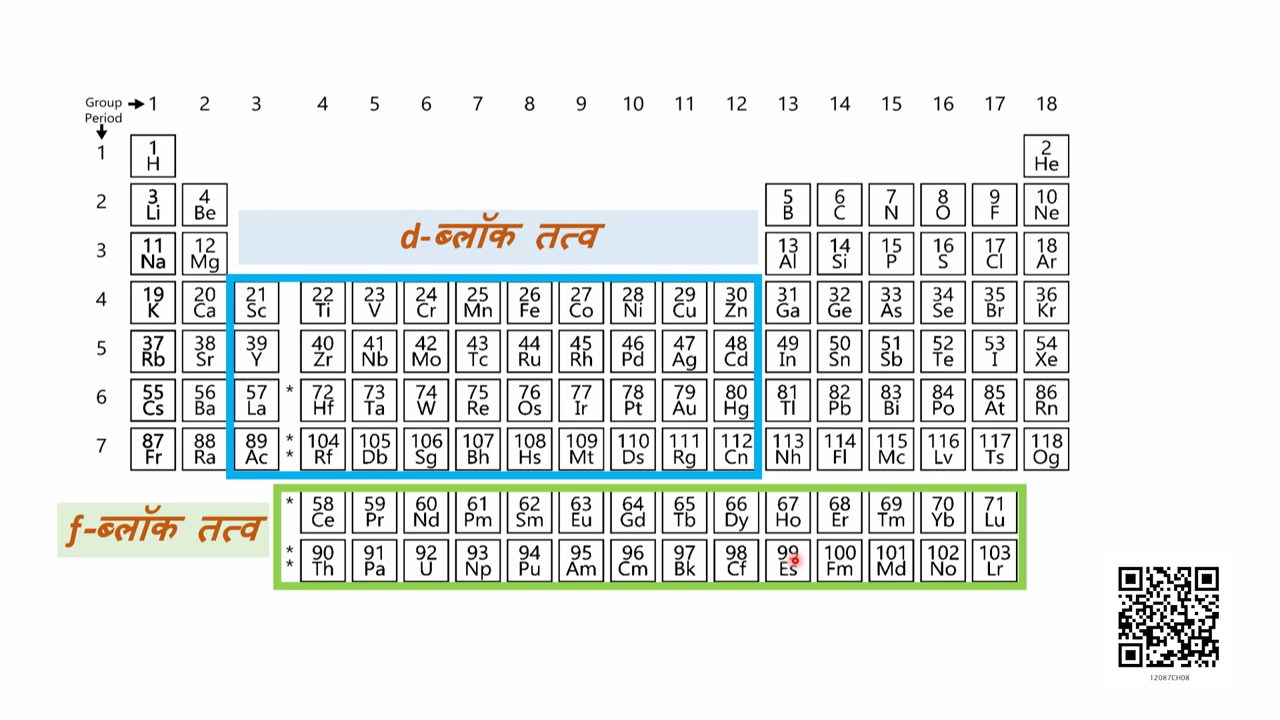 Group 1 2 3 4 5 6 7 8 9 10 11 12 13 14 15 16 17 18
Period
1 1 2
H He
2 3 4 5 6 7 8 9 10
Li Be B C N O F Ne
d-ब्लॉक तत्व
3 11 12 13 14 15 16 17 18
Na Mg Al Si P S Cl Ar
4 19 20 21 22 23 24 25 26 27 28 29 30 31 32 33 34 35 36
K Ca Sc Ti V Cr Mn Fe Co Ni Cu Zn Ga Ge As Se Br Kr
5 37 38 39 40 41 42 43 44 45 46 47 48 49 50 51 52 53 54
Rb Sr Y Zr Nb Mo Tc Ru Rh Pd Ag Cd In Sn Sb Te I Xe
6 55 56 57 * 72 73 74 75 76 77 78 79 80 81 82 83 84 85 86
Cs Ba La Hf Ta W Re Os Ir Pt Au Hg Tl Pb Bi Po At Rn
7 87 88 89 * 104 105 106 107 108 109 110 111 112 113 114 115 116 117 118
Fr Ra Ac * Rf Db Sg Bh Hs Mt Ds Rg Cn Nh Fl Mc Lv Ts Og
* 58 59 60 61 62 63 64 65 66 67 68 69 70 71
Ce Pr Nd Pm Sm Eu Gd Tb Dy Ho Er Tm Yb Lu
f-ब्लॉक तत्व
* 90 91 92 93 94 95 96 97 98 99 100 101 102 103
* Th Pa U Np Pu Am Cm Bk Cf Es Fm Md No Lr
12087CH08